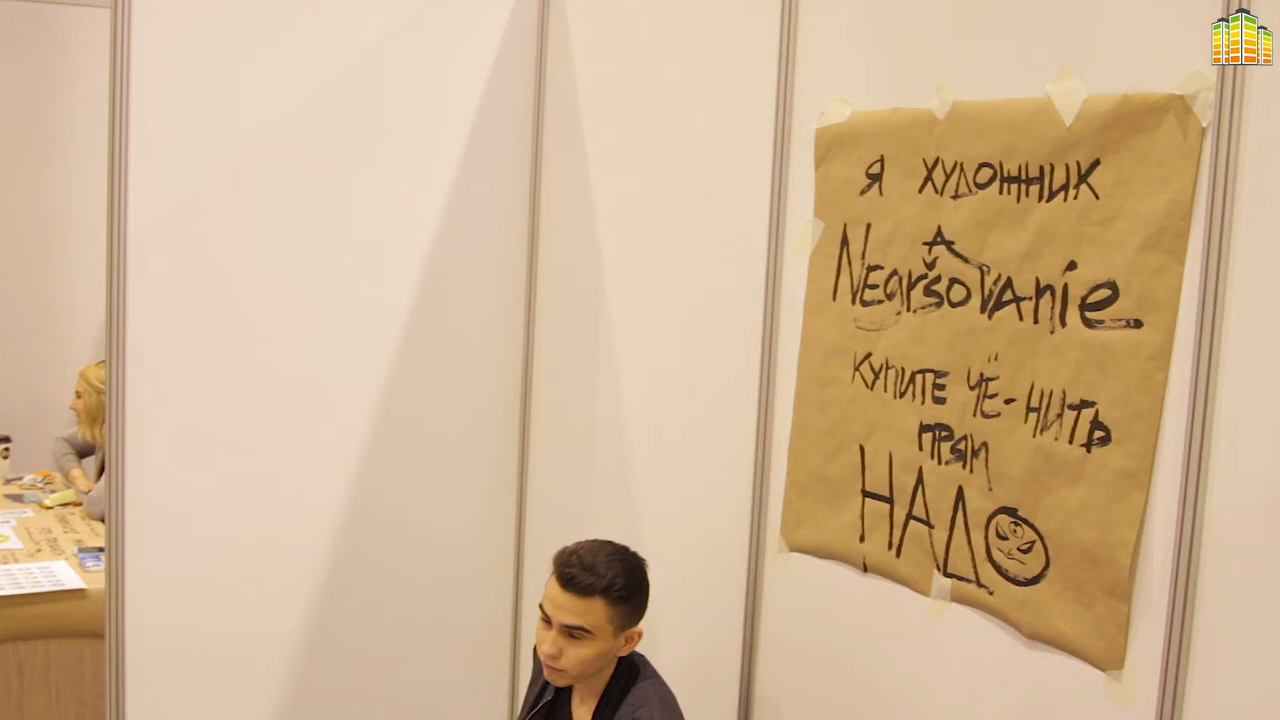 Я ХУДОЖНИК
А
NEaršoVAnie
КУПИТЕ ЧЁ-НИТЬ
ПРЯМ
НАДО